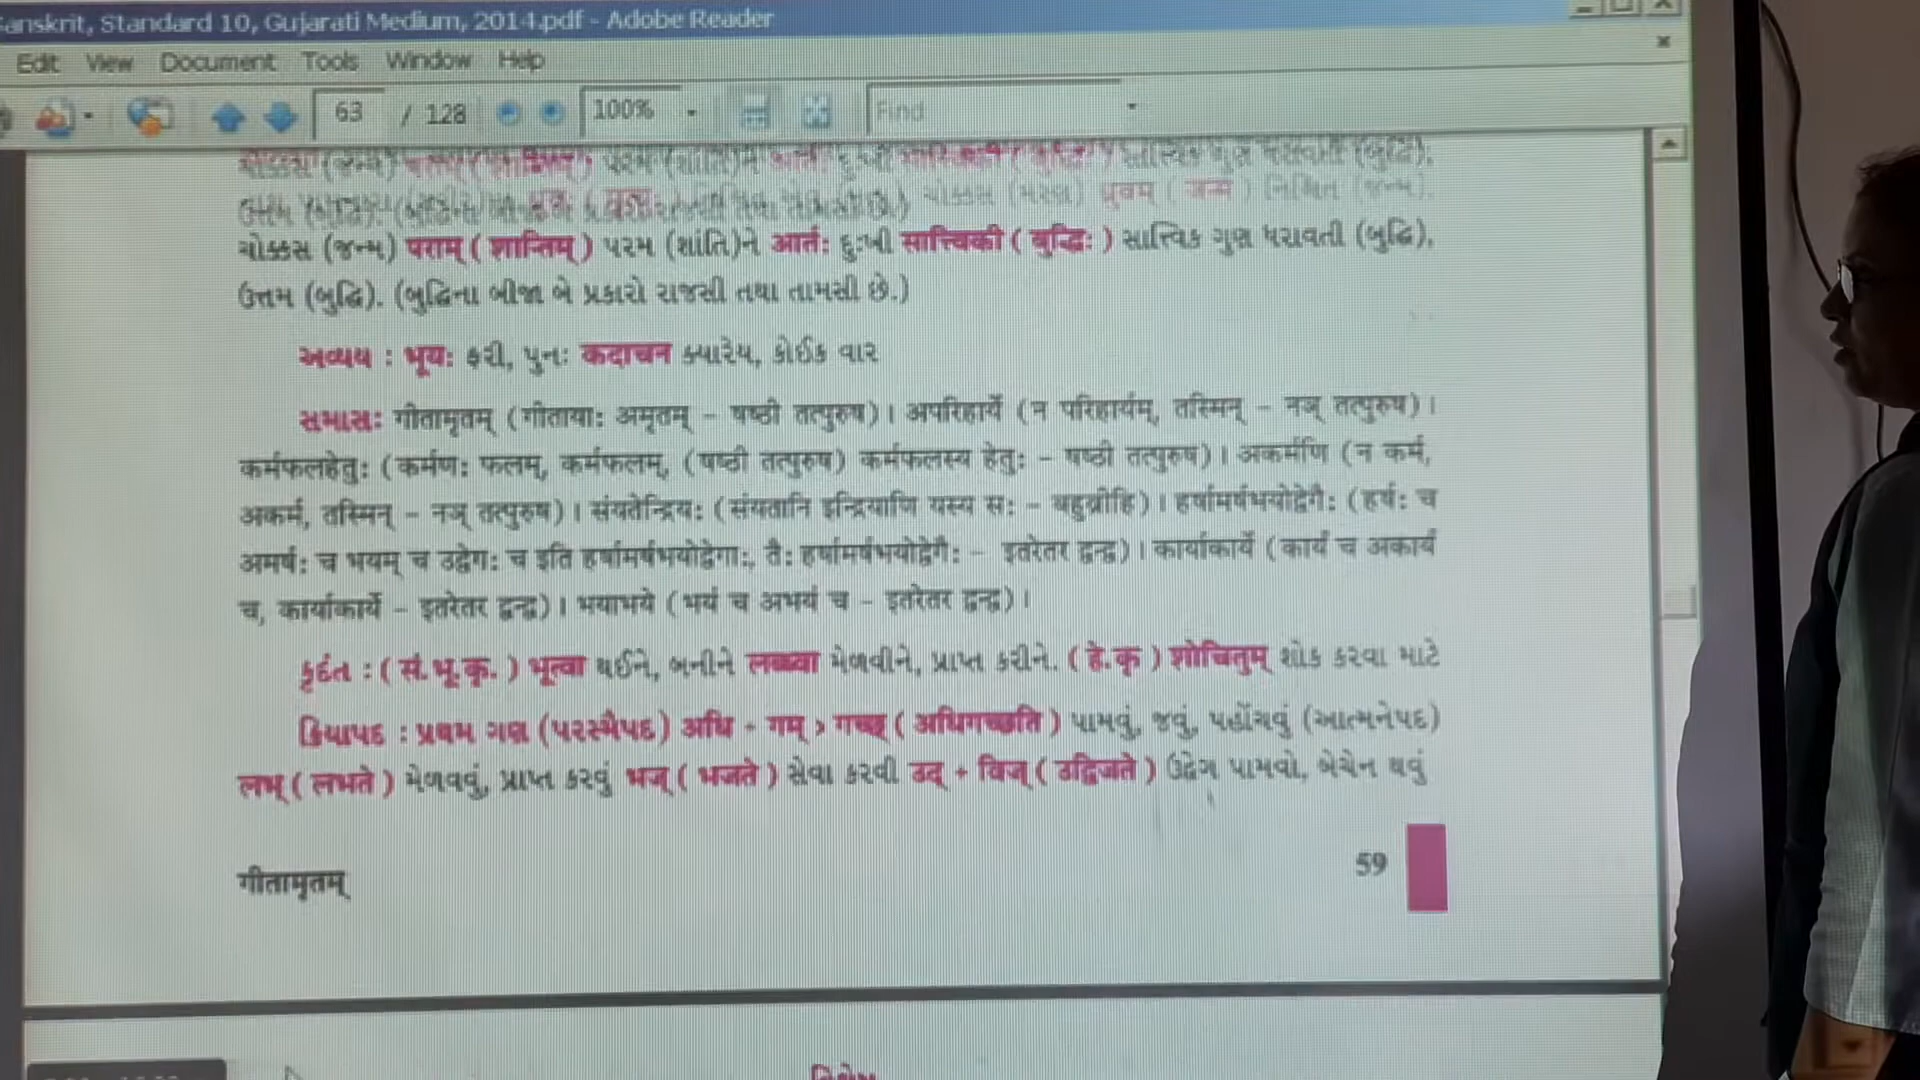 anskrit, Standard 10, Gujarati Medium, 2014.pdf - Adobe Reader
Edit View Document Tools Window Help
63 / 128 100% Find
ચોક્કસ (જન્મ) पराम् ( शान्तिम् ) પરમ (શાંતિ)ને आर्तः દુઃખી सात्त्विकी ( बुद्धिः ) સાત્ત્વિક ગુણ ધરાવતી (બુદ્ધિ),
ઉત્તમ (બુદ્ધિ). (બુદ્ધિના બીજા બે પ્રકારો રાજસી તથા તામસી છે.)
અવ્યય : भूयः ફરી, પુનઃ कदाचन ક્યારેય, કોઈક વાર
સમાસઃ गीतामृतम् (गीतायाः अमृतम् - षष्ठी तत्पुरुष)। अपरिहार्ये (न परिहार्यम्, तस्मिन् - नञ् तत्पुरुष)।
कर्मफलहेतुः (कर्मणः फलम्, कर्मफलम्, (षष्ठी तत्पुरुष) कर्मफलस्य हेतुः - षष्ठी तत्पुरुष)। अकर्मणि (न कर्म,
अकर्म, तस्मिन् - नञ् तत्पुरुष)। संयतेन्द्रियः (संयतानि इन्द्रियाणि यस्य सः - बहुव्रीहि)। हर्षामर्षभयोद्वेगैः (हर्षः च
अमर्षः च भयम् च उद्वेगः च इति हर्षामर्षभयोद्वेगाः, तैः हर्षामर्षभयोद्वेगैः - इतरेतर द्वन्द्व)। कार्याकार्ये (कार्यं च अकार्यं
च, कार्याकार्ये - इतरेतर द्वन्द्व)। भयाभये (भयं च अभयं च - इतरेतर द्वन्द्व)।
કૃદંત : ( સં.ભૂ.કૃ. ) भूत्वा થઈને, બનીને लब्ध्वा મેળવીને, પ્રાપ્ત કરીને. ( હે.કૃ ) शोचितुम् શોક કરવા માટે
ક્રિયાપદ : પ્રથમ ગણ (પરસ્મૈપદ) अधि - गम् > गच्छ् ( अधिगच्छति ) પામવું, જવું, પહોંચવું (આત્મનેપદ)
लभ् ( लभते ) મેળવવું, પ્રાપ્ત કરવું भज् ( भजते ) સેવા કરવી उद् + विज् ( उद्विजते ) ઉદ્વેગ પામવો, બેચેન થવું
गीतामृतम्
59